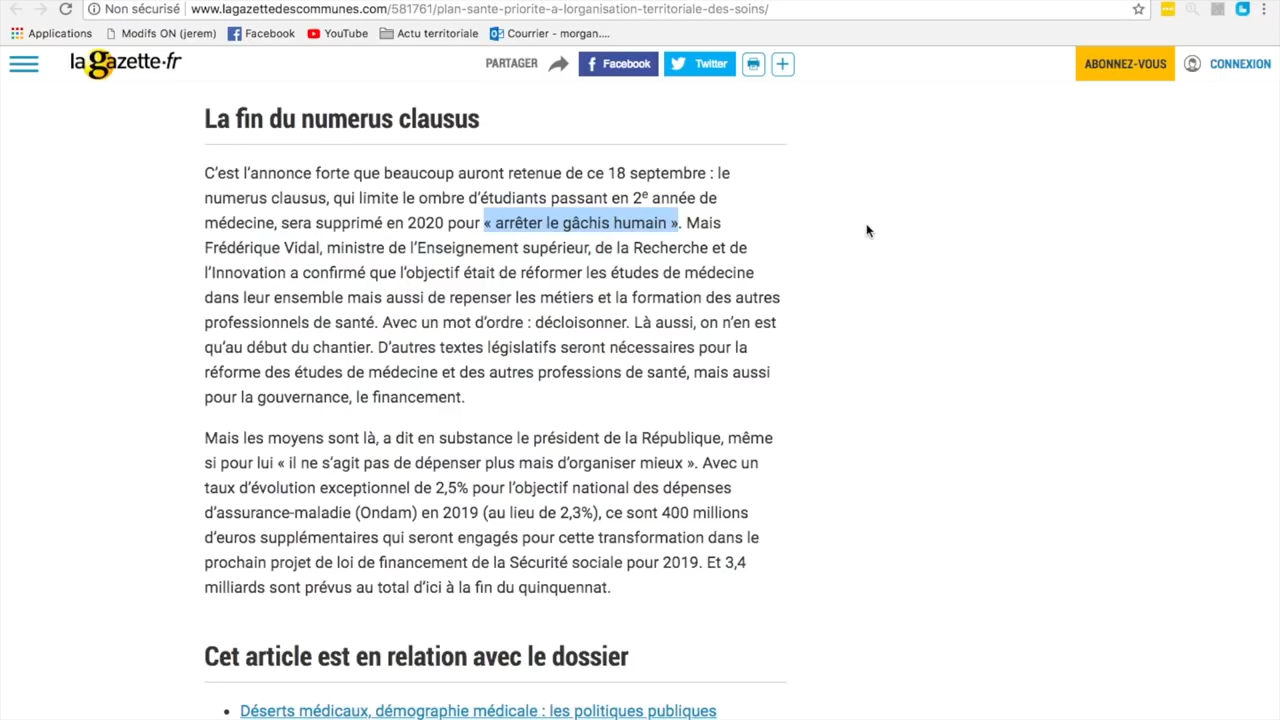 Non sécurisé | www.lagazettedescommunes.com/581761/plan-sante-priorite-a-lorganisation-territoriale-des-soins/
Applications Modifs ON (jerem) Facebook YouTube Actu territoriale Courrier - morgan....
la gazette·fr PARTAGER Facebook Twitter ABONNEZ-VOUS CONNEXION
La fin du numerus clausus
C’est l’annonce forte que beaucoup auront retenue de ce 18 septembre : le
numerus clausus, qui limite le ombre d’étudiants passant en 2e année de
médecine, sera supprimé en 2020 pour « arrêter le gâchis humain ». Mais
Frédérique Vidal, ministre de l’Enseignement supérieur, de la Recherche et de
l’Innovation a confirmé que l’objectif était de réformer les études de médecine
dans leur ensemble mais aussi de repenser les métiers et la formation des autres
professionnels de santé. Avec un mot d’ordre : décloisonner. Là aussi, on n’en est
qu’au début du chantier. D’autres textes législatifs seront nécessaires pour la
réforme des études de médecine et des autres professions de santé, mais aussi
pour la gouvernance, le financement.
Mais les moyens sont là, a dit en substance le président de la République, même
si pour lui « il ne s’agit pas de dépenser plus mais d’organiser mieux ». Avec un
taux d’évolution exceptionnel de 2,5% pour l’objectif national des dépenses
d’assurance-maladie (Ondam) en 2019 (au lieu de 2,3%), ce sont 400 millions
d’euros supplémentaires qui seront engagés pour cette transformation dans le
prochain projet de loi de financement de la Sécurité sociale pour 2019. Et 3,4
milliards sont prévus au total d’ici à la fin du quinquennat.
Cet article est en relation avec le dossier
• Déserts médicaux, démographie médicale : les politiques publiques